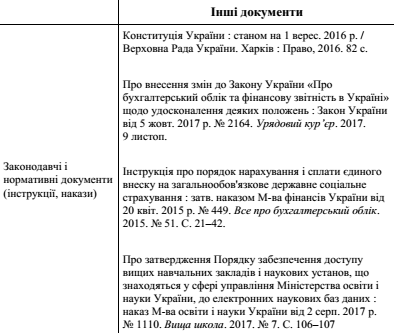 Інші документи
Конституція України : станом на 1 верес. 2016 р. /
Верховна Рада України. Харків : Право, 2016. 82 с.
Про внесення змін до Закону України «Про
бухгалтерський облік та фінансову звітність в Україні»
щодо удосконалення деяких положень : Закон України
від 5 жовт. 2017 р. № 2164. Урядовий кур’єр. 2017.
9 листоп.
Законодавчі і
нормативні документи
(інструкції, накази)
Інструкція про порядок нарахування і сплати єдиного
внеску на загальнообов'язкове державне соціальне
страхування : затв. наказом М-ва фінансів України від
20 квіт. 2015 р. № 449. Все про бухгалтерський облік.
2015. № 51. С. 21–42.
Про затвердження Порядку забезпечення доступу
вищих навчальних закладів і наукових установ, що
знаходяться у сфері управління Міністерства освіти і
науки України, до електронних наукових баз даних :
наказ М-ва освіти і науки України від 2 серп. 2017 р.
№ 1110. Вища школа. 2017. № 7. С. 106–107